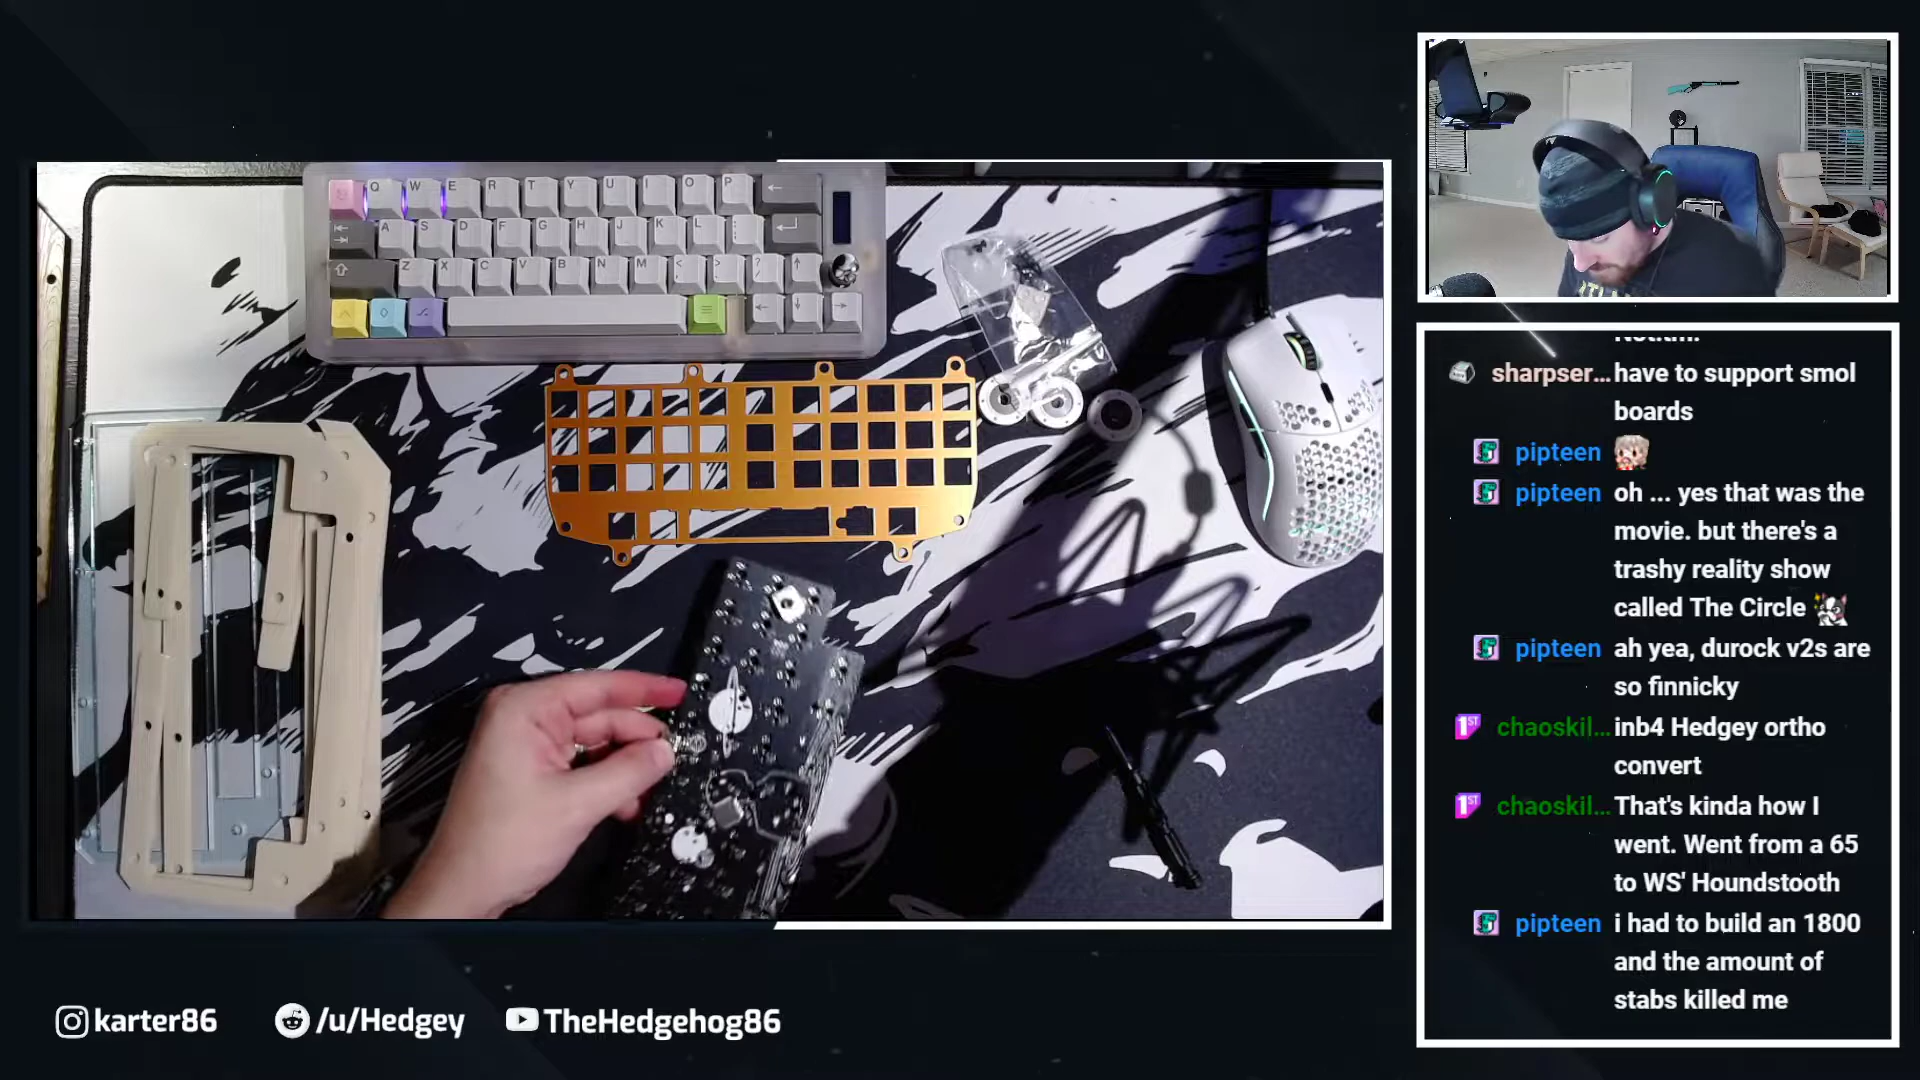 Q W E R T Y U I O P
A S D F G H J K L
Z X C V B N M
have to support smol
sharpser...
boards
pipteen
pipteen oh ... yes that was the
movie. but there's a
trashy reality show
called The Circle
pipteen ah yea, durock v2s are
so finnicky
chaoskil... inb4 Hedgey ortho
convert
chaoskil... That's kinda how I
went. Went from a 65
to WS' Houndstooth
pipteen i had to build an 1800
and the amount of
stabs killed me
karter86 /u/Hedgey TheHedgehog86